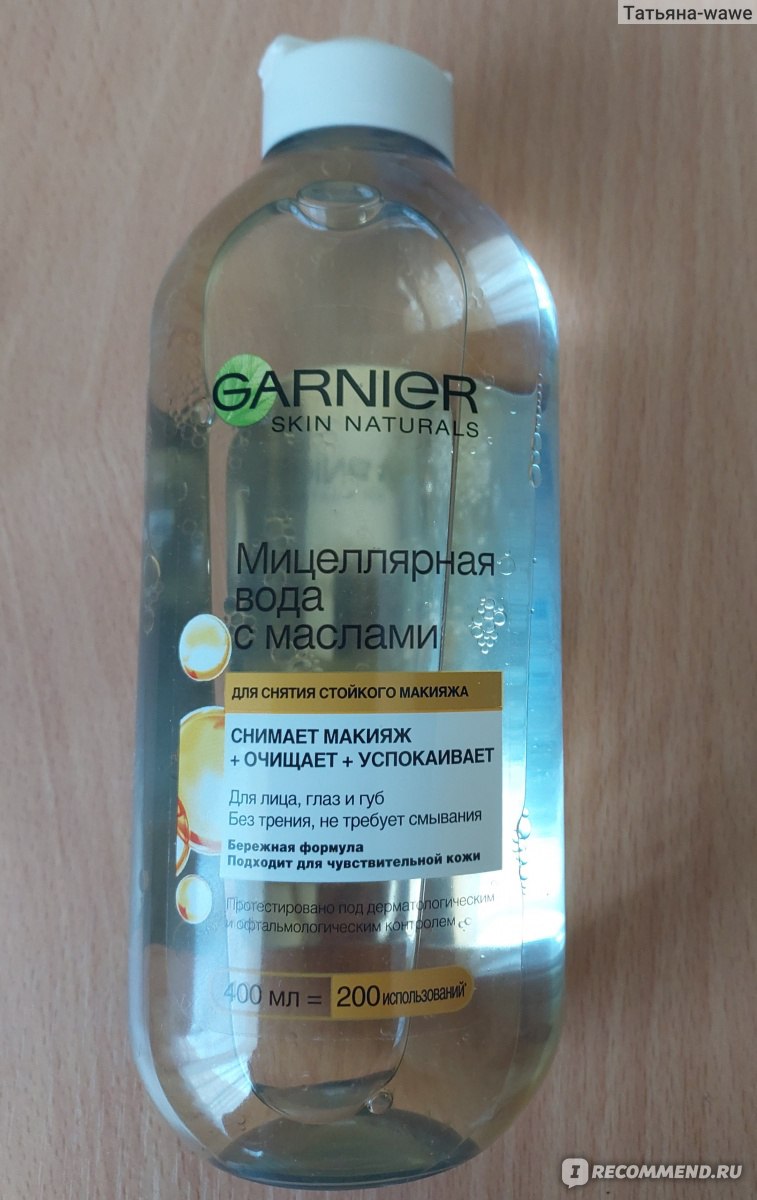 Татьяна-wawe
GARNIER
SKIN NATURALS
Мицеллярная
вода
с маслами
ДЛЯ СНЯТИЯ СТОЙКОГО МАКИЯЖА
СНИМАЕТ МАКИЯЖ
+ ОЧИЩАЕТ + УСПОКАИВАЕТ
Для лица, глаз и губ
Без трения, не требует смывания
Бережная формула
Подходит для чувствительной кожи
Протестировано под дерматологическим
и офтальмологическим контролем
400 мл = 200 использований*
IRECOMMEND.RU